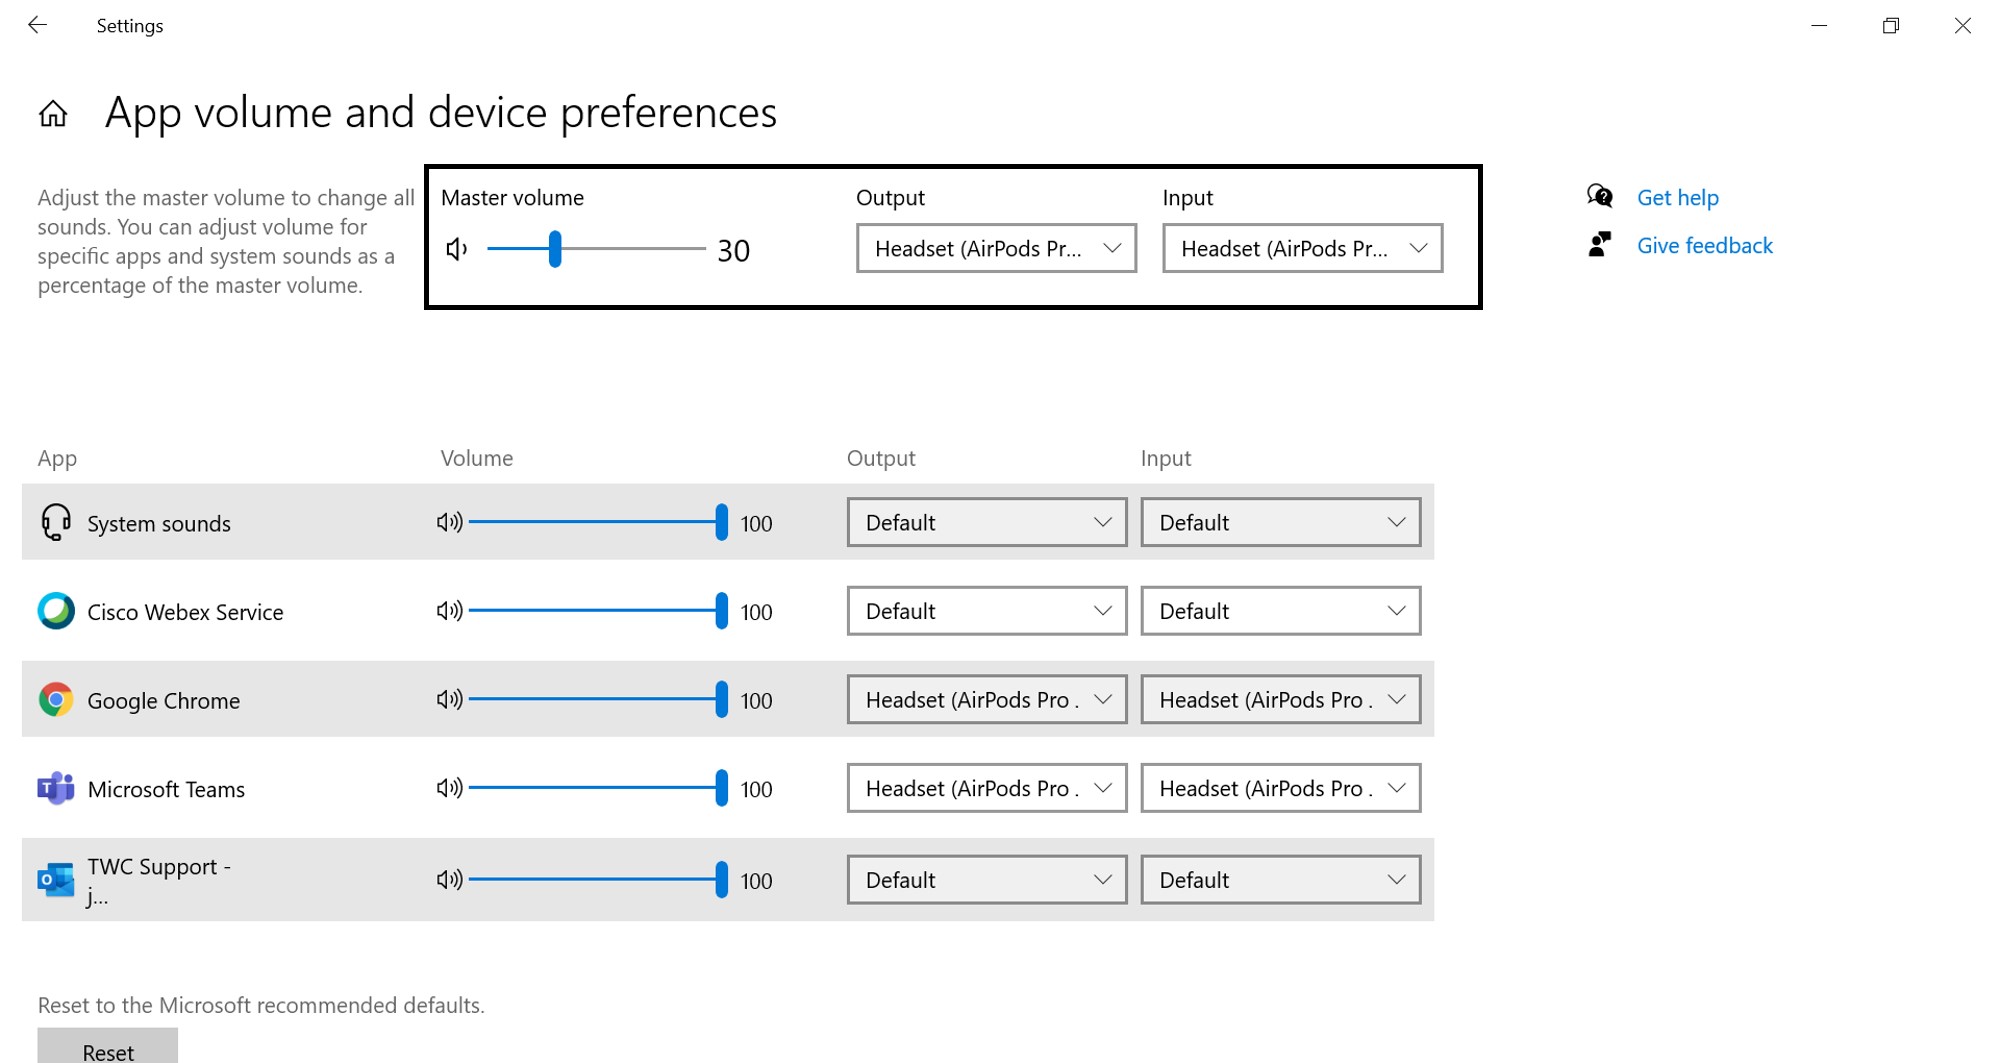 Settings
App volume and device preferences
Adjust the master volume to change all
sounds. You can adjust volume for
specific apps and system sounds as a
percentage of the master volume.
Master volume
30
Output
Headset (AirPods Pr...
Input
Headset (AirPods Pr...
Get help
Give feedback
App Volume Output Input
System sounds 100 Default Default
Cisco Webex Service 100 Default Default
Google Chrome 100 Headset (AirPods Pro . Headset (AirPods Pro .
Microsoft Teams 100 Headset (AirPods Pro . Headset (AirPods Pro .
TWC Support -
j...
100 Default Default
Reset to the Microsoft recommended defaults.
Reset